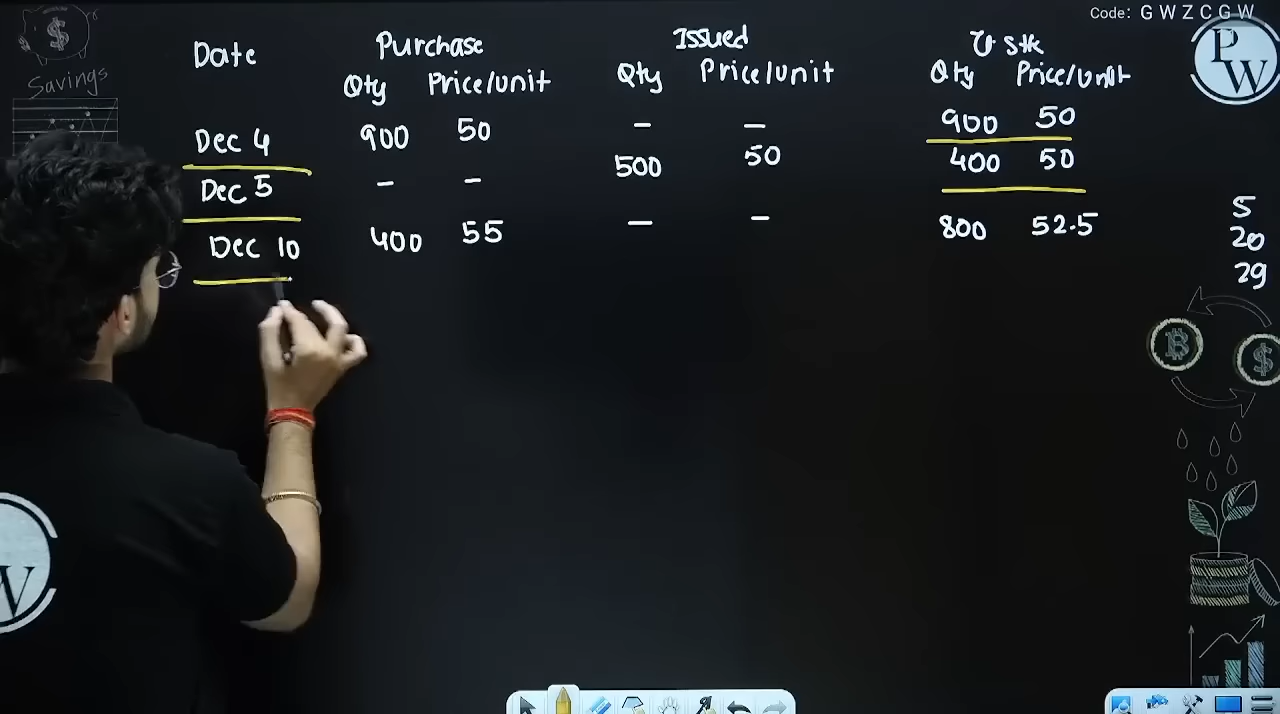 Code: G W Z C G W
Savings
Date Purchase Issued U Stk
Qty Price/unit Qty Price/unit Qty Price/unit
Dec 4 900 50 - - 900 50
Dec 5 - - 500 50 400 50
Dec 10 400 55 - - 800 52.5
5
20
29
P
W
W